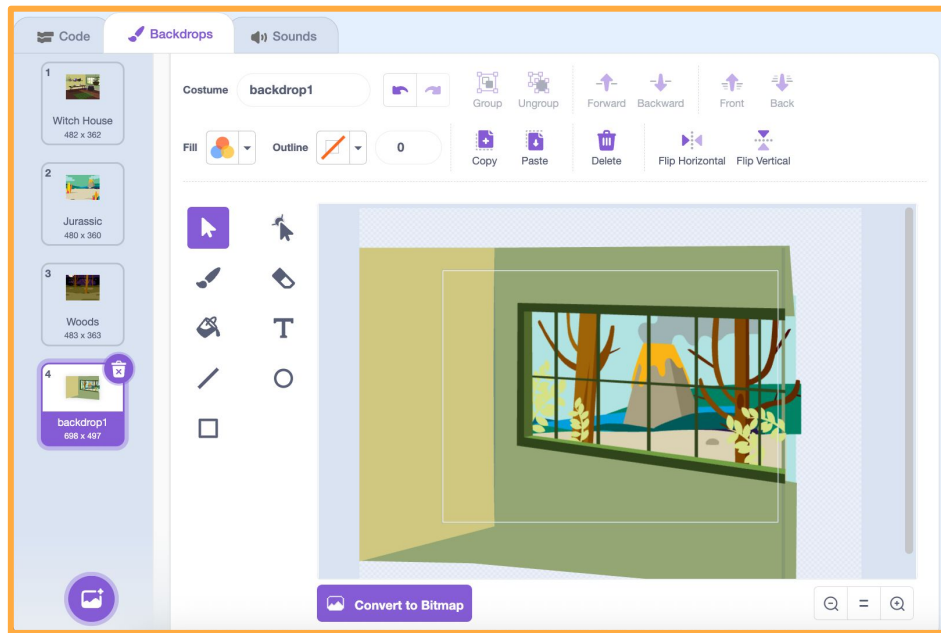 Code
Backdrops
Sounds
1
Witch House
482 x 362
2
Jurassic
480 x 360
3
Woods
483 x 363
4
backdrop1
698 x 497
Costume
backdrop1
Group
Ungroup
Forward
Backward
Front
Back
Fill
Outline
0
Copy
Paste
Delete
Flip Horizontal
Flip Vertical
T
Convert to Bitmap
=